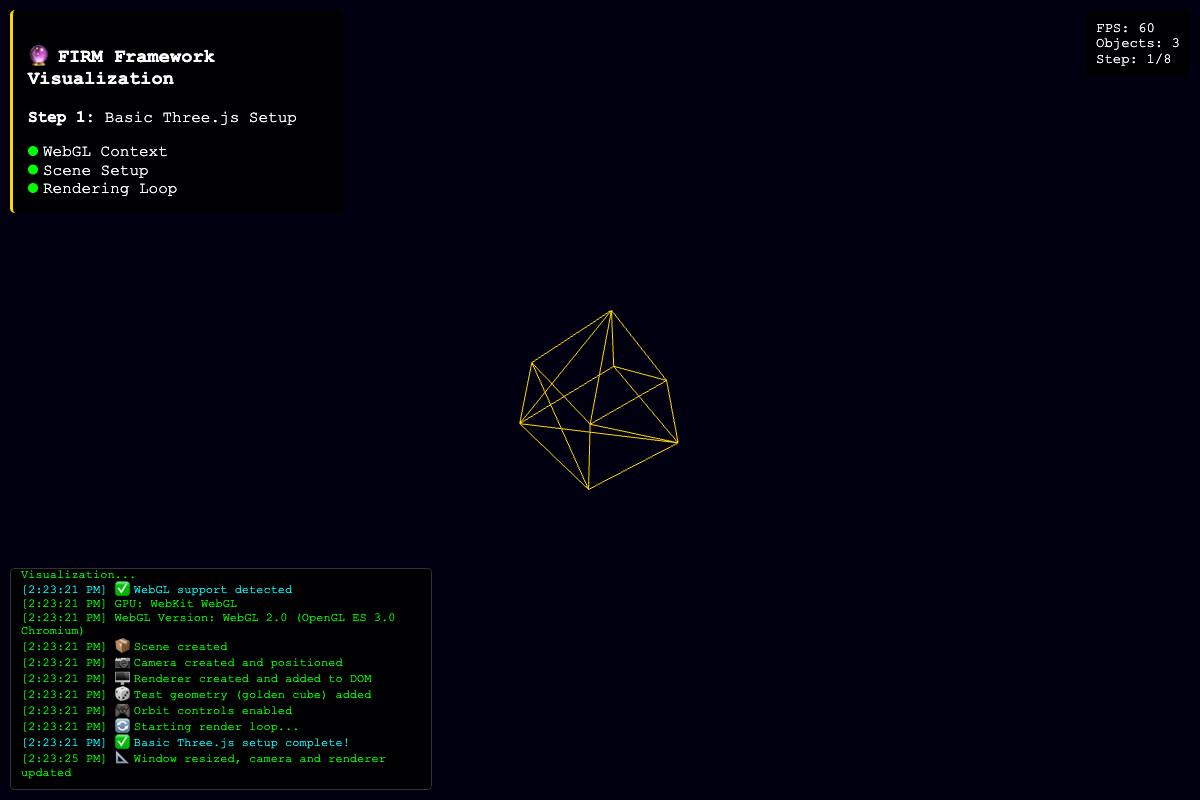 🔮 FIRM Framework
Visualization
Step 1: Basic Three.js Setup
WebGL Context
Scene Setup
Rendering Loop
FPS: 60
Objects: 3
Step: 1/8
Visualization...
[2:23:21 PM] ✅ WebGL support detected
[2:23:21 PM] GPU: WebKit WebGL
[2:23:21 PM] WebGL Version: WebGL 2.0 (OpenGL ES 3.0
Chromium)
[2:23:21 PM] 📦 Scene created
[2:23:21 PM] 📷 Camera created and positioned
[2:23:21 PM] 🖥️ Renderer created and added to DOM
[2:23:21 PM] 🎲 Test geometry (golden cube) added
[2:23:21 PM] 🎮 Orbit controls enabled
[2:23:21 PM] 🔄 Starting render loop...
[2:23:21 PM] ✅ Basic Three.js setup complete!
[2:23:25 PM] 📐 Window resized, camera and renderer
updated